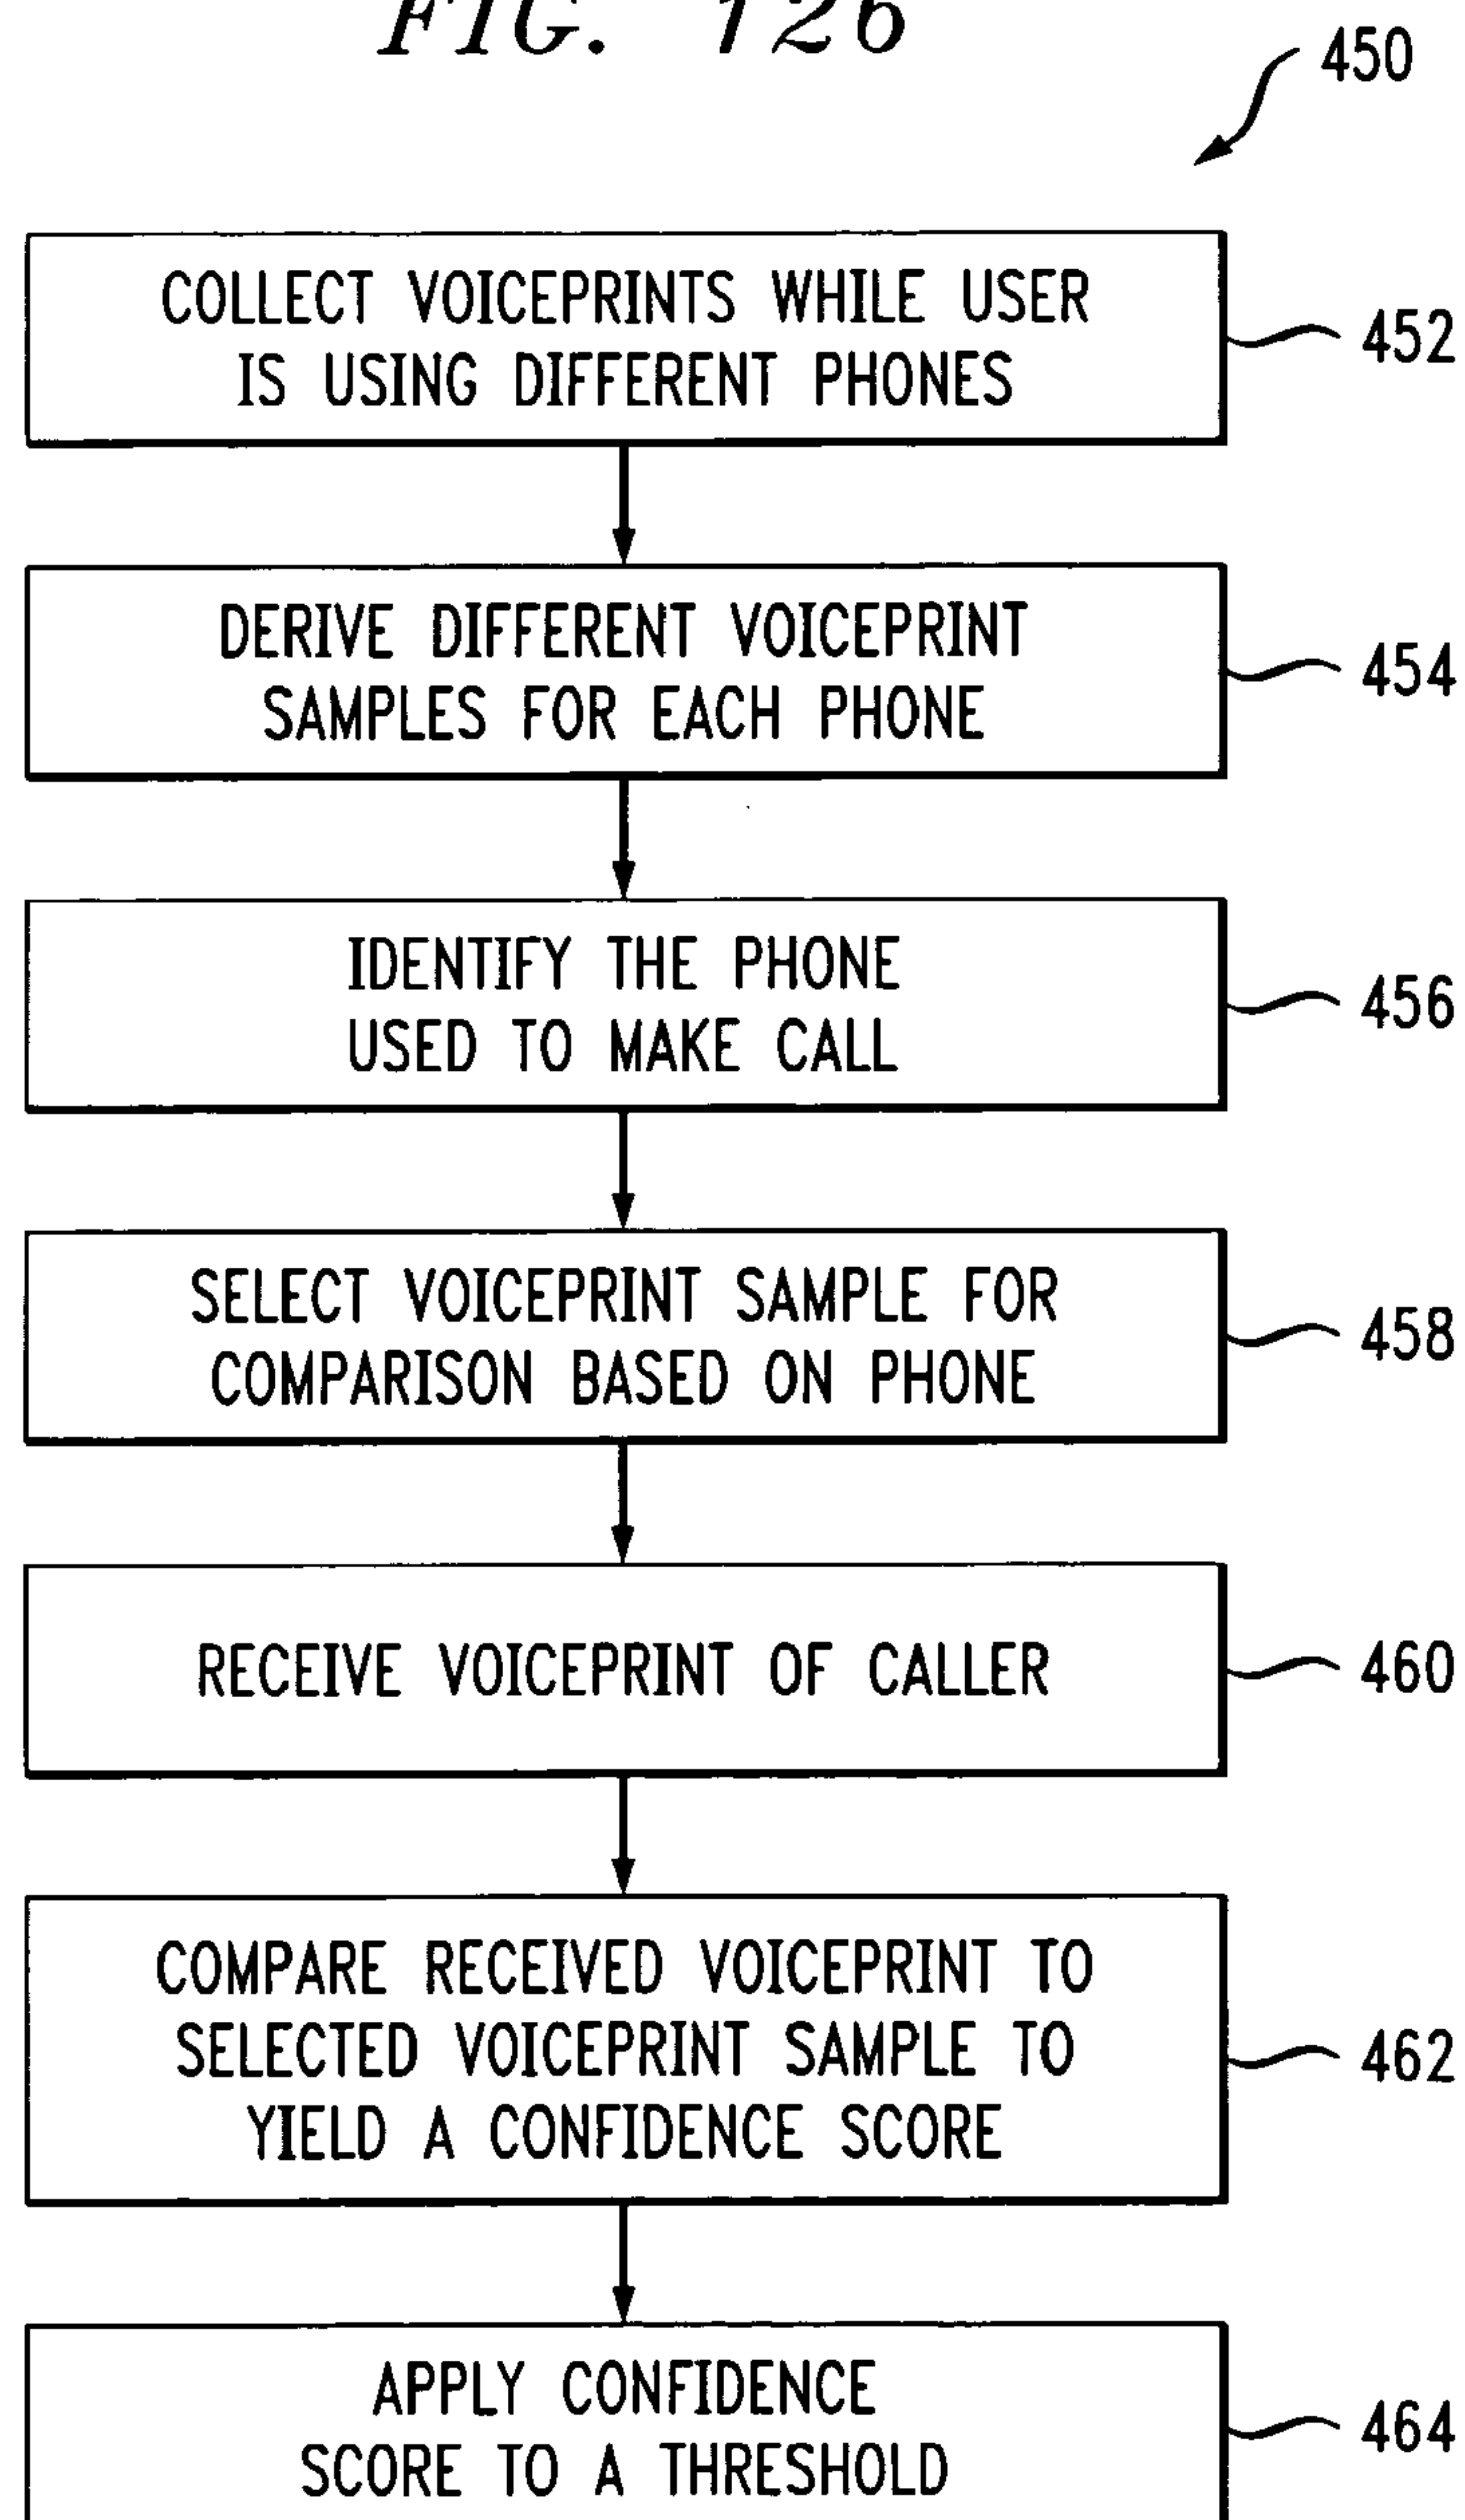 FIG. 126
450
COLLECT VOICEPRINTS WHILE USER
IS USING DIFFERENT PHONES
452
DERIVE DIFFERENT VOICEPRINT
SAMPLES FOR EACH PHONE
454
IDENTIFY THE PHONE
USED TO MAKE CALL
456
SELECT VOICEPRINT SAMPLE FOR
COMPARISON BASED ON PHONE
458
RECEIVE VOICEPRINT OF CALLER
460
COMPARE RECEIVED VOICEPRINT TO
SELECTED VOICEPRINT SAMPLE TO
YIELD A CONFIDENCE SCORE
462
APPLY CONFIDENCE
SCORE TO A THRESHOLD
464